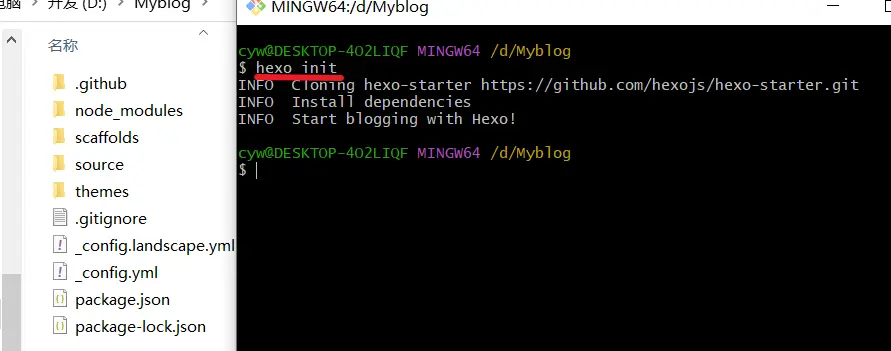 电脑 > 开发 (D:) > Myblog >
名称
.github
node_modules
scaffolds
source
themes
.gitignore
_config.landscape.yml
_config.yml
package.json
package-lock.json
MINGW64:/d/Myblog
cyw@DESKTOP-4O2LIQF MINGW64 /d/Myblog
$ hexo init
INFO  Cloning hexo-starter https://github.com/hexojs/hexo-starter.git
INFO  Install dependencies
INFO  Start blogging with Hexo!
cyw@DESKTOP-4O2LIQF MINGW64 /d/Myblog
$